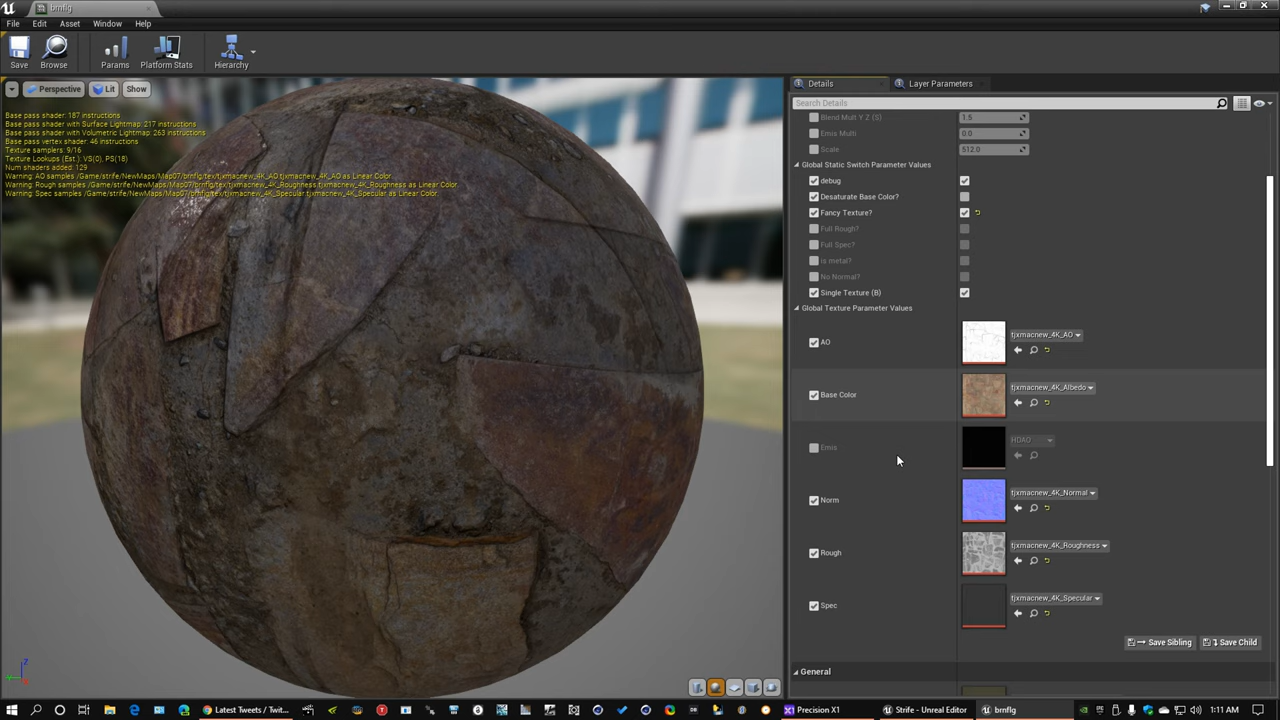 brnflg
File Edit Asset Window Help
Save Browse Params Platform Stats Hierarchy
Perspective Lit Show
Base pass shader: 187 instructions
Base pass shader with Surface Lightmap: 217 instructions
Base pass shader with Volumetric Lightmap: 263 instructions
Base pass vertex shader: 46 instructions
Texture samplers: 9/16
Texture Lookups (Est.): VS(0), PS(18)
Num shaders added: 129
Warning: AO samples /Game/strife/NewMaps/Map07/brnflg/tex/tjxmacnew_4K_AO.tjxmacnew_4K_AO as Linear Color.
Warning: Rough samples /Game/strife/NewMaps/Map07/brnflg/tex/tjxmacnew_4K_Roughness.tjxmacnew_4K_Roughness as Linear Color.
Warning: Spec samples /Game/strife/NewMaps/Map07/brnflg/tex/tjxmacnew_4K_Specular.tjxmacnew_4K_Specular as Linear Color.
Z
Details Layer Parameters
Search Details
Blend Mult Y Z (S) 1.5
Emis Multi 0.0
Scale 512.0
Global Static Switch Parameter Values
debug
Desaturate Base Color?
Fancy Texture?
Full Rough?
Full Spec?
is metal?
No Normal?
Single Texture (B)
Global Texture Parameter Values
AO tjxmacnew_4K_AO
Base Color tjxmacnew_4K_Albedo
Emis HDAO
Norm tjxmacnew_4K_Normal
Rough tjxmacnew_4K_Roughness
Spec tjxmacnew_4K_Specular
Save Sibling Save Child
General
Latest Tweets / Twit... Precision X1 Strife - Unreal Editor brnflg 1:11 AM